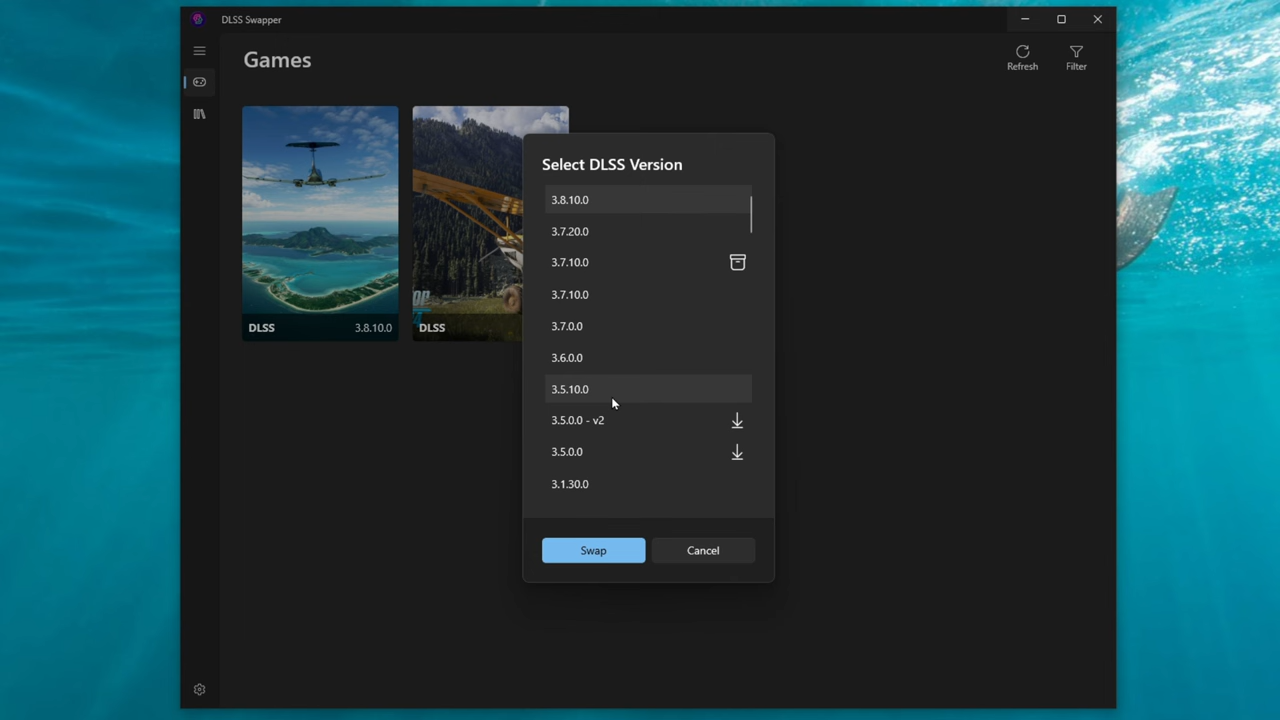 DLSS Swapper
Games
Refresh
Filter
DLSS 3.8.10.0
DLSS
Select DLSS Version
3.8.10.0
3.7.20.0
3.7.10.0
3.7.10.0
3.7.0.0
3.6.0.0
3.5.10.0
3.5.0.0 - v2
3.5.0.0
3.1.30.0
Swap
Cancel